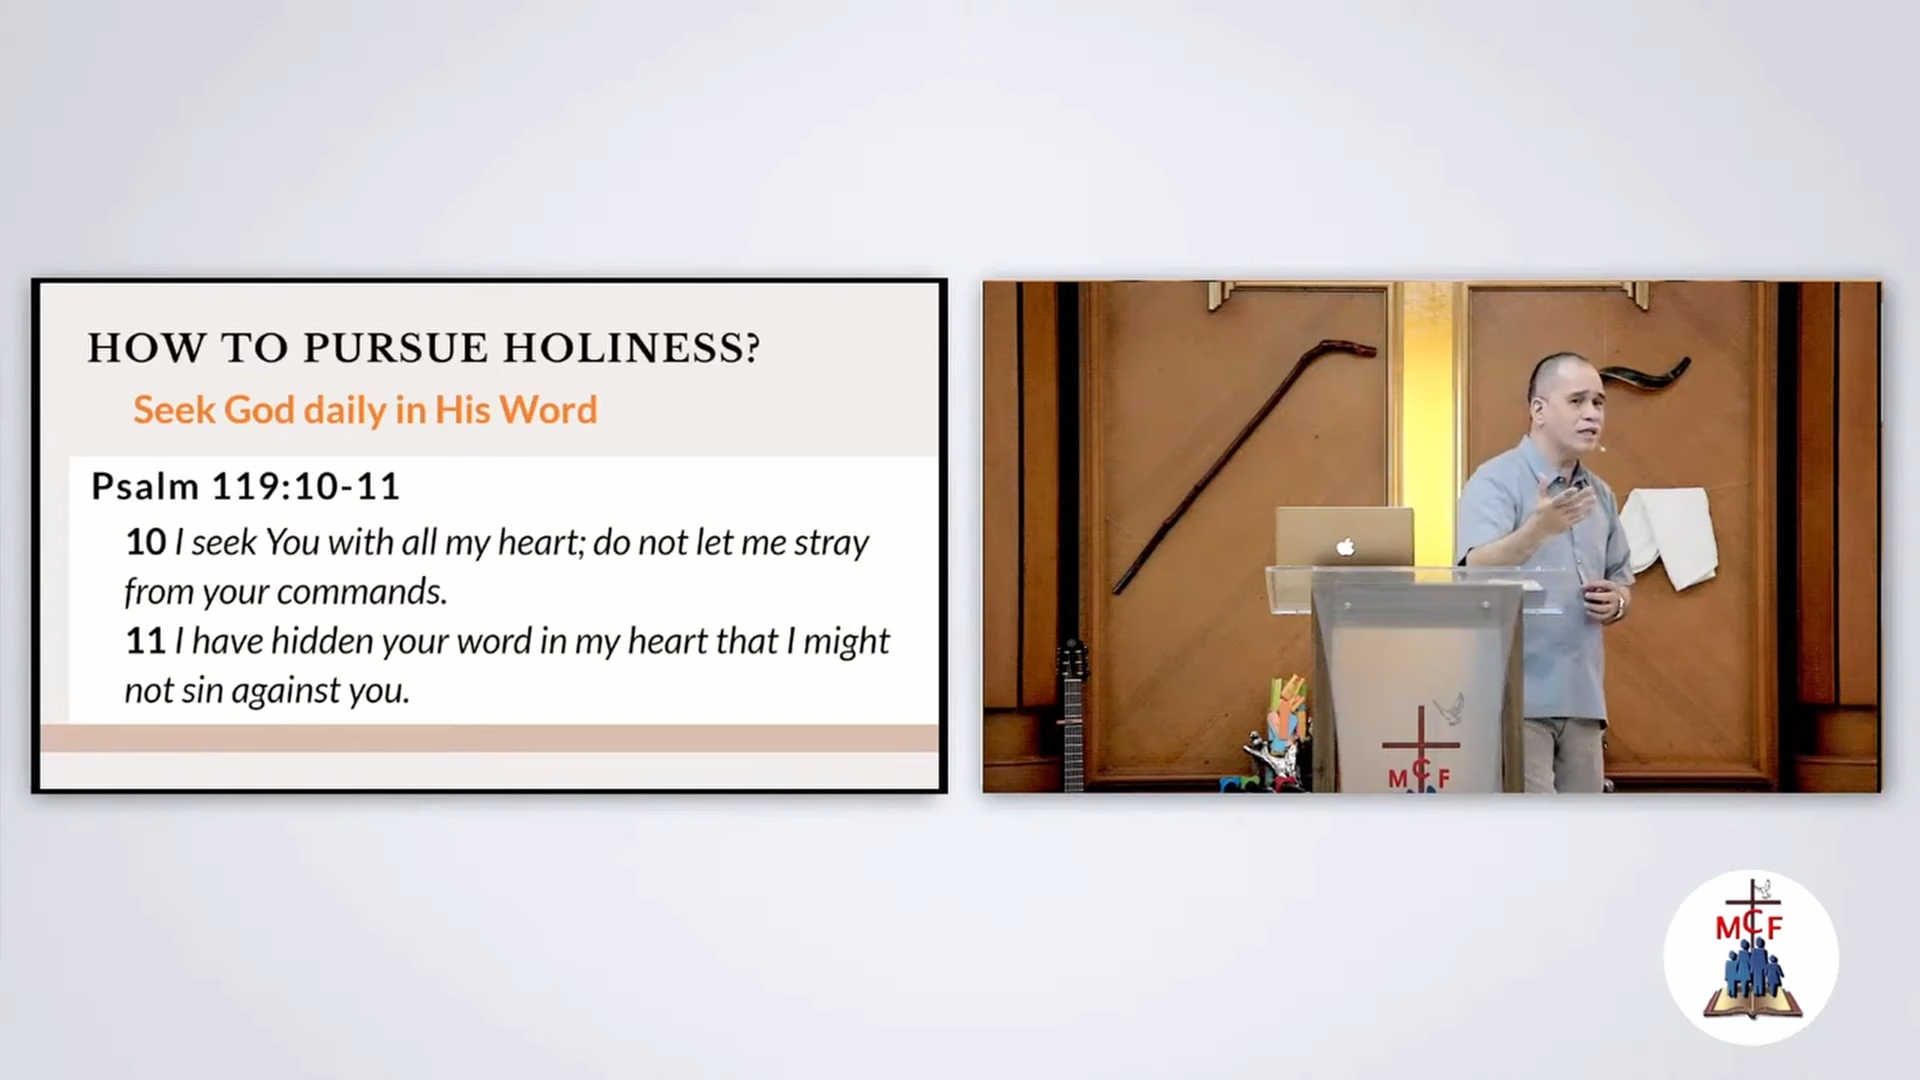 HOW TO PURSUE HOLINESS?
Seek God daily in His Word
Psalm 119:10-11
10 I seek You with all my heart; do not let me stray
from your commands.
11 I have hidden your word in my heart that I might
not sin against you.
MCF
MCF